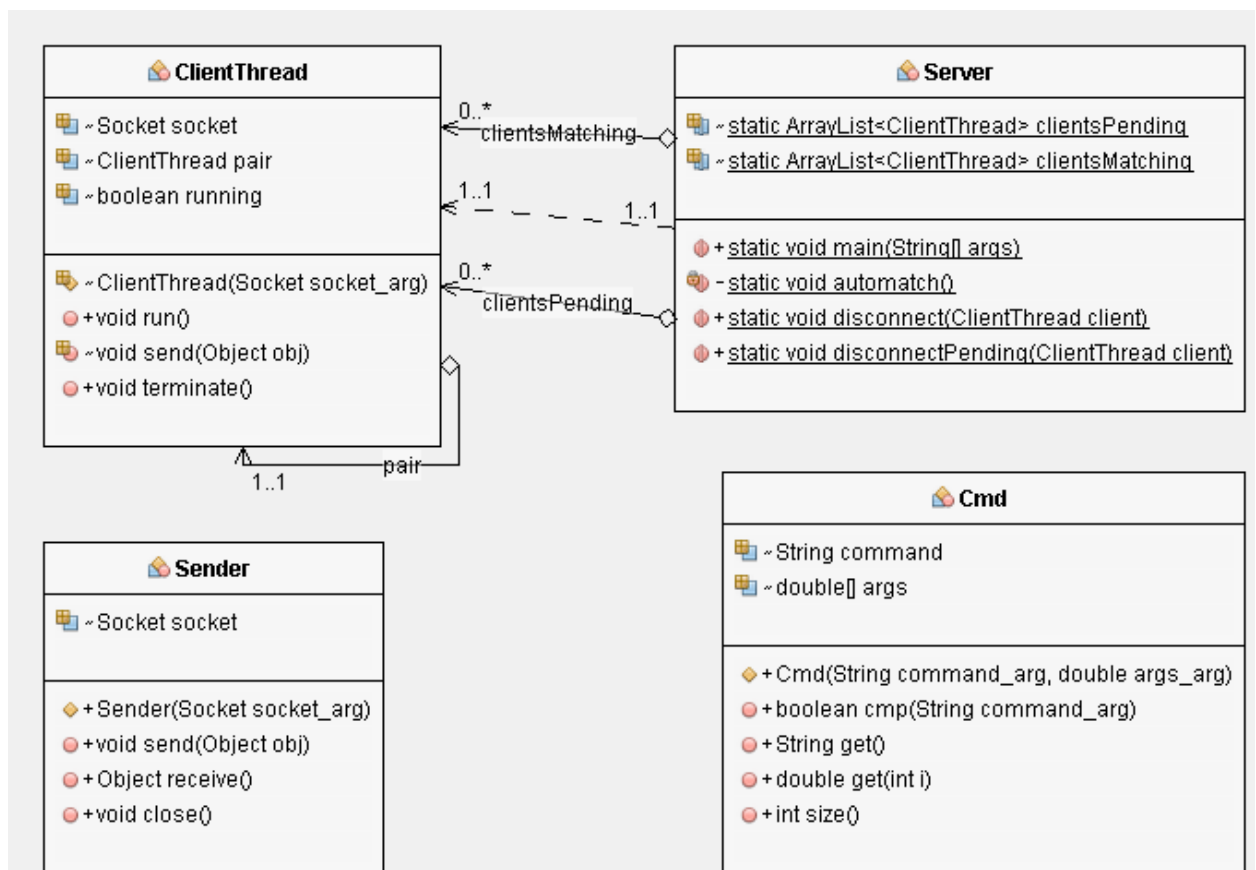 ClientThread
~Socket socket
~ClientThread pair
~boolean running
~ClientThread(Socket socket_arg)
+void run()
~void send(Object obj)
+void terminate()
0..*
clientsMatching
1..1
1..1
0..*
clientsPending
pair
1..1
Server
~static ArrayList<ClientThread> clientsPending
~static ArrayList<ClientThread> clientsMatching
+static void main(String[] args)
-static void automatch()
+static void disconnect(ClientThread client)
+static void disconnectPending(ClientThread client)
Sender
~Socket socket
+Sender(Socket socket_arg)
+void send(Object obj)
+Object receive()
+void close()
Cmd
~String command
~double[] args
+Cmd(String command_arg, double args_arg)
+boolean cmp(String command_arg)
+String get()
+double get(int i)
+int size()